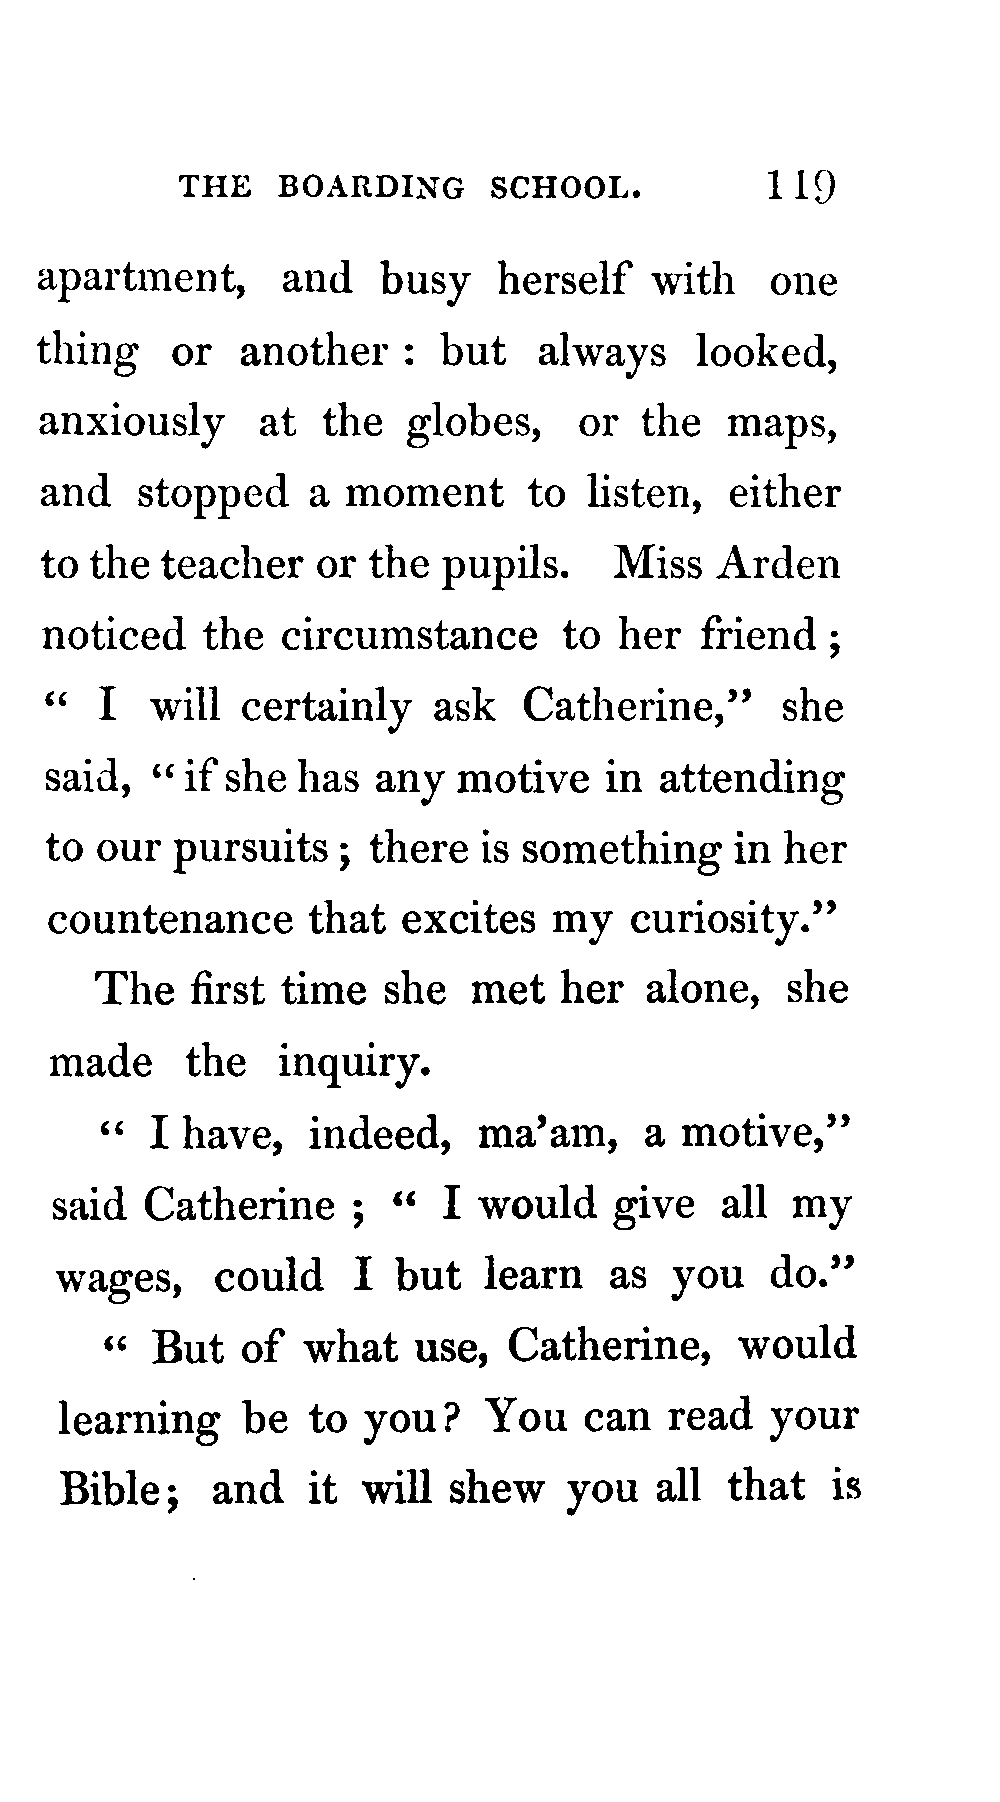 THE BOARDING SCHOOL. 119
apartment, and busy herself with one
thing or another : but always looked,
anxiously at the globes, or the maps,
and stopped a moment to listen, either
to the teacher or the pupils. Miss Arden
noticed the circumstance to her friend ;
“ I will certainly ask Catherine,” she
said, “ if she has any motive in attending
to our pursuits ; there is something in her
countenance that excites my curiosity.”
The first time she met her alone, she
made the inquiry.
“ I have, indeed, ma’am, a motive,”
said Catherine ; “ I would give all my
wages, could I but learn as you do.”
“ But of what use, Catherine, would
learning be to you? You can read your
Bible; and it will shew you all that is